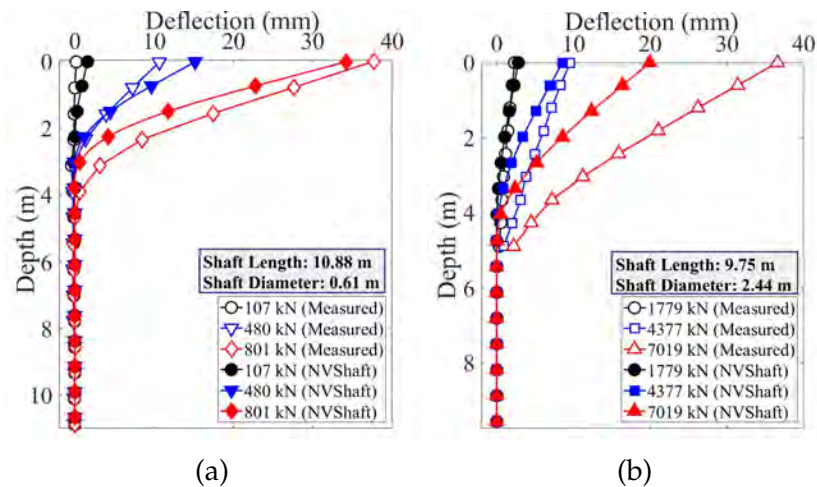 Deflection (mm)
0 10 20 30 40
0
2
4
6
8
10
Depth (m)
Shaft Length: 10.88 m
Shaft Diameter: 0.61 m
107 kN (Measured)
480 kN (Measured)
801 kN (Measured)
107 kN (NVShaft)
480 kN (NVShaft)
801 kN (NVShaft)
(a)
Deflection (mm)
0 10 20 30 40
0
2
4
6
8
Depth (m)
Shaft Length: 9.75 m
Shaft Diameter: 2.44 m
1779 kN (Measured)
4377 kN (Measured)
7019 kN (Measured)
1779 kN (NVShaft)
4377 kN (NVShaft)
7019 kN (NVShaft)
(b)